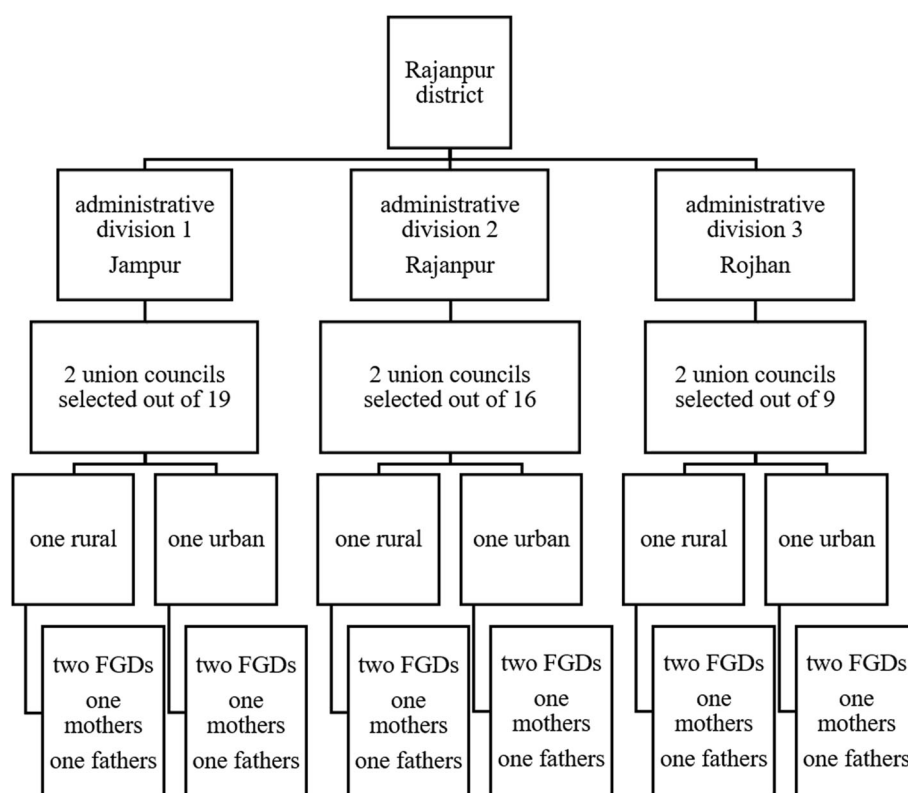 Rajanpur
district
administrative
division 1
Jampur
administrative
division 2
Rajanpur
administrative
division 3
Rojhan
2 union councils
selected out of 19
2 union councils
selected out of 16
2 union councils
selected out of 9
one rural
one urban
one rural
one urban
one rural
one urban
two FGDs
one
mothers
one fathers
two FGDs
one
mothers
one fathers
two FGDs
one
mothers
one fathers
two FGDs
one
mothers
one fathers
two FGDs
one
mothers
one fathers
two FGDs
one
mothers
one fathers